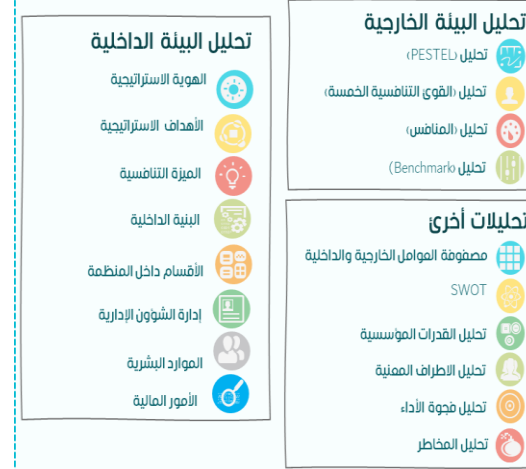 تحليل البيئة الخارجية
تحليل (PESTEL)
تحليل (القوى التنافسية الخمسة)
تحليل (المنافس)
تحليل (Benchmark)
تحليلات أخرى
مصفوفة العوامل الخارجية والداخلية
SWOT
تحليل القدرات المؤسسية
تحليل الاطراف المعنية
تحليل فجوة الأداء
تحليل المخاطر
تحليل البيئة الداخلية
الهوية الاستراتيجية
الأهداف الاستراتيجية
الميزة التنافسية
البنية الداخلية
الأقسام داخل المنظمة
إدارة الشؤون الإدارية
الموارد البشرية
الأمور المالية